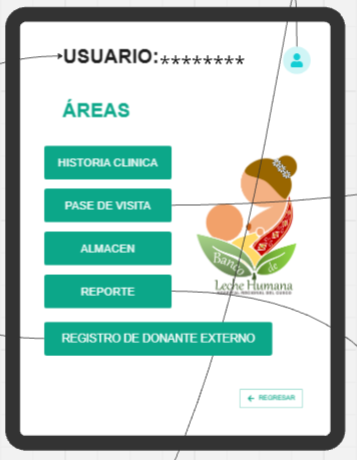 USUARIO:********
ÁREAS
HISTORIA CLINICA
PASE DE VISITA
ALMACEN
REPORTE
REGISTRO DE DONANTE EXTERNO
Banco de
Leche Humana
REGRESAR